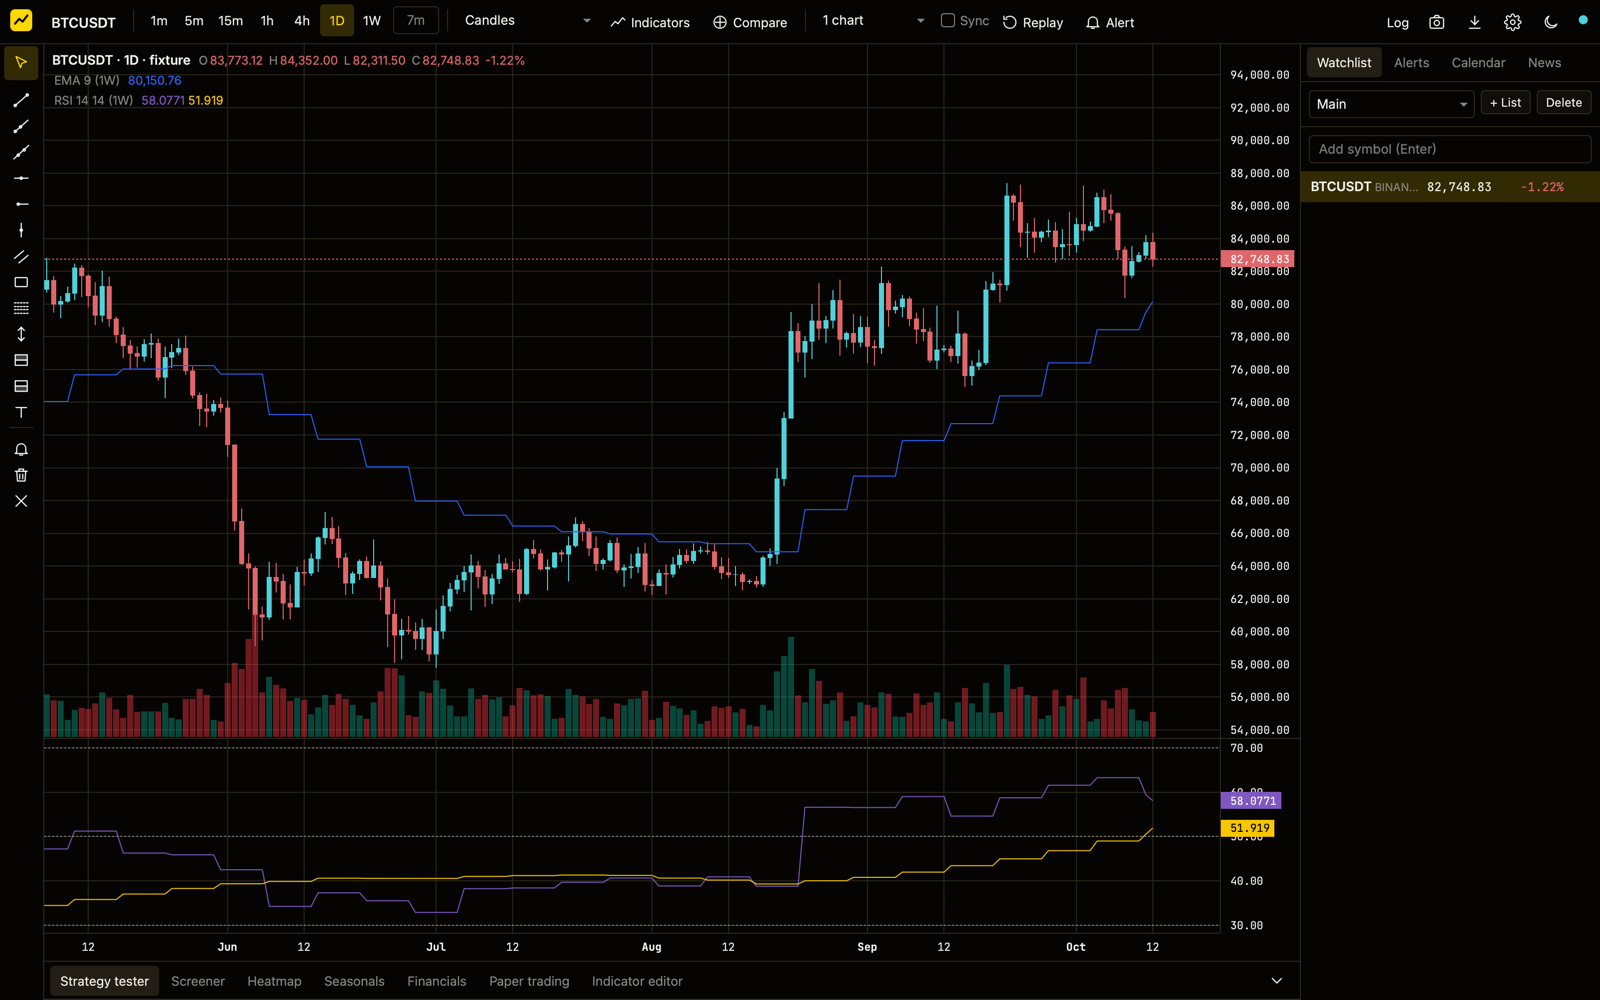 BTCUSDT 1m 5m 15m 1h 4h 1D 1W 7m Candles Indicators Compare 1 chart Sync Replay Alert Log
BTCUSDT · 1D · fixture O 83,773.12 H 84,352.00 L 82,311.50 C 82,748.83 -1.22%
EMA 9 (1W) 80,150.76
RSI 14 14 (1W) 58.0771 51.919
94,000.00
92,000.00
90,000.00
88,000.00
86,000.00
84,000.00
82,748.83
82,000.00
80,000.00
78,000.00
76,000.00
74,000.00
72,000.00
70,000.00
68,000.00
66,000.00
64,000.00
62,000.00
60,000.00
58,000.00
56,000.00
54,000.00
70.00
58.0771
51.919
40.00
30.00
12 Jun 12 Jul 12 Aug 12 Sep 12 Oct 12
Strategy tester Screener Heatmap Seasonals Financials Paper trading Indicator editor
Watchlist Alerts Calendar News
Main + List Delete
Add symbol (Enter)
BTCUSDT BINAN... 82,748.83 -1.22%